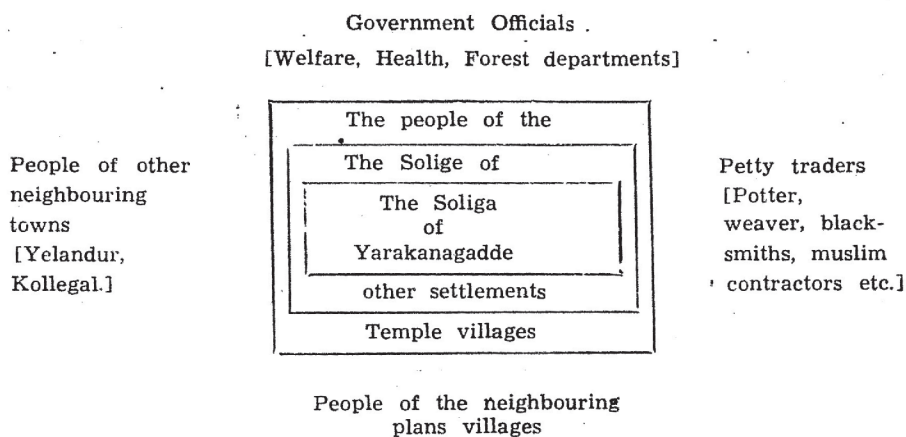 Government Officials .
[Welfare, Health, Forest departments]
People of other
neighbouring
towns
[Yelandur,
Kollegal.]
The people of the
The Solige of
The Soliga
of
Yarakanagadde
other settlements
Temple villages
Petty traders
[Potter,
weaver, black-
smiths, muslim
contractors etc.]
People of the neighbouring
plans villages